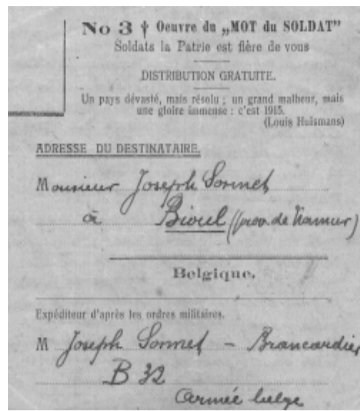 No 3 † Oeuvre du „MOT du SOLDAT"
Soldats la Patrie est fière de vous
DISTRIBUTION GRATUITE.
Un pays dévasté, mais résolu ; un grand malheur, mais
une gloire immense : c'est 1915.
(Louis Huismans)
ADRESSE DU DESTINATAIRE.
Monsieur Joseph Sonnet
à Bioul (prov. de Namur)
Belgique.
Expéditeur d'après les ordres militaires.
M Joseph Sonnet - Brancardier
B 32
Armée belge